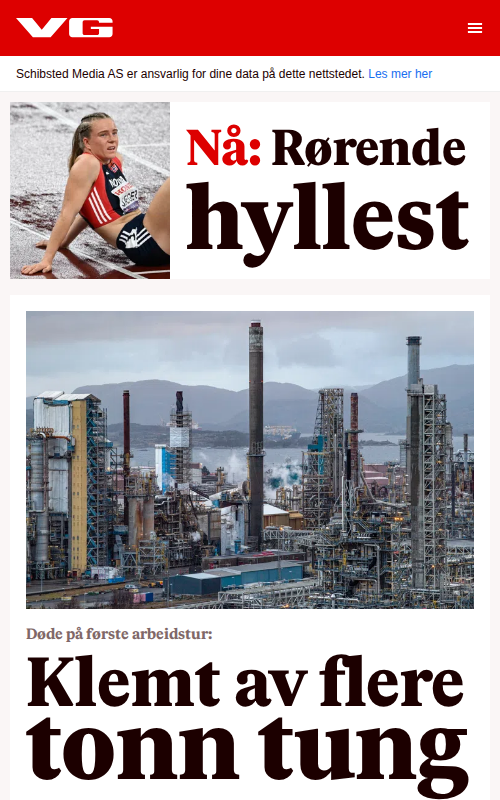 VG
Schibsted Media AS er ansvarlig for dine data på dette nettstedet. Les mer her
Nå: Rørende
hyllest
Døde på første arbeidstur:
Klemt av flere
tonn tung